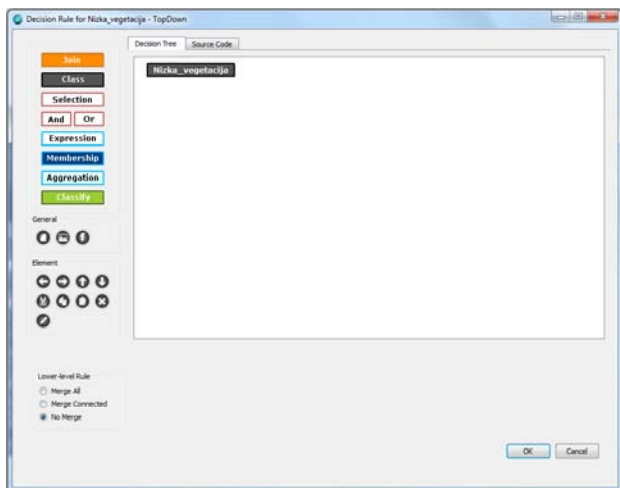 Decision Rule for Nizka_vegetacija - TopDown
Decision Tree
Source Code
Join
Class
Selection
And
Or
Expression
Membership
Aggregation
Classify
Nizka_vegetacija
General
Element
Lower-level Rule
Merge All
Merge Connected
No Merge
OK
Cancel